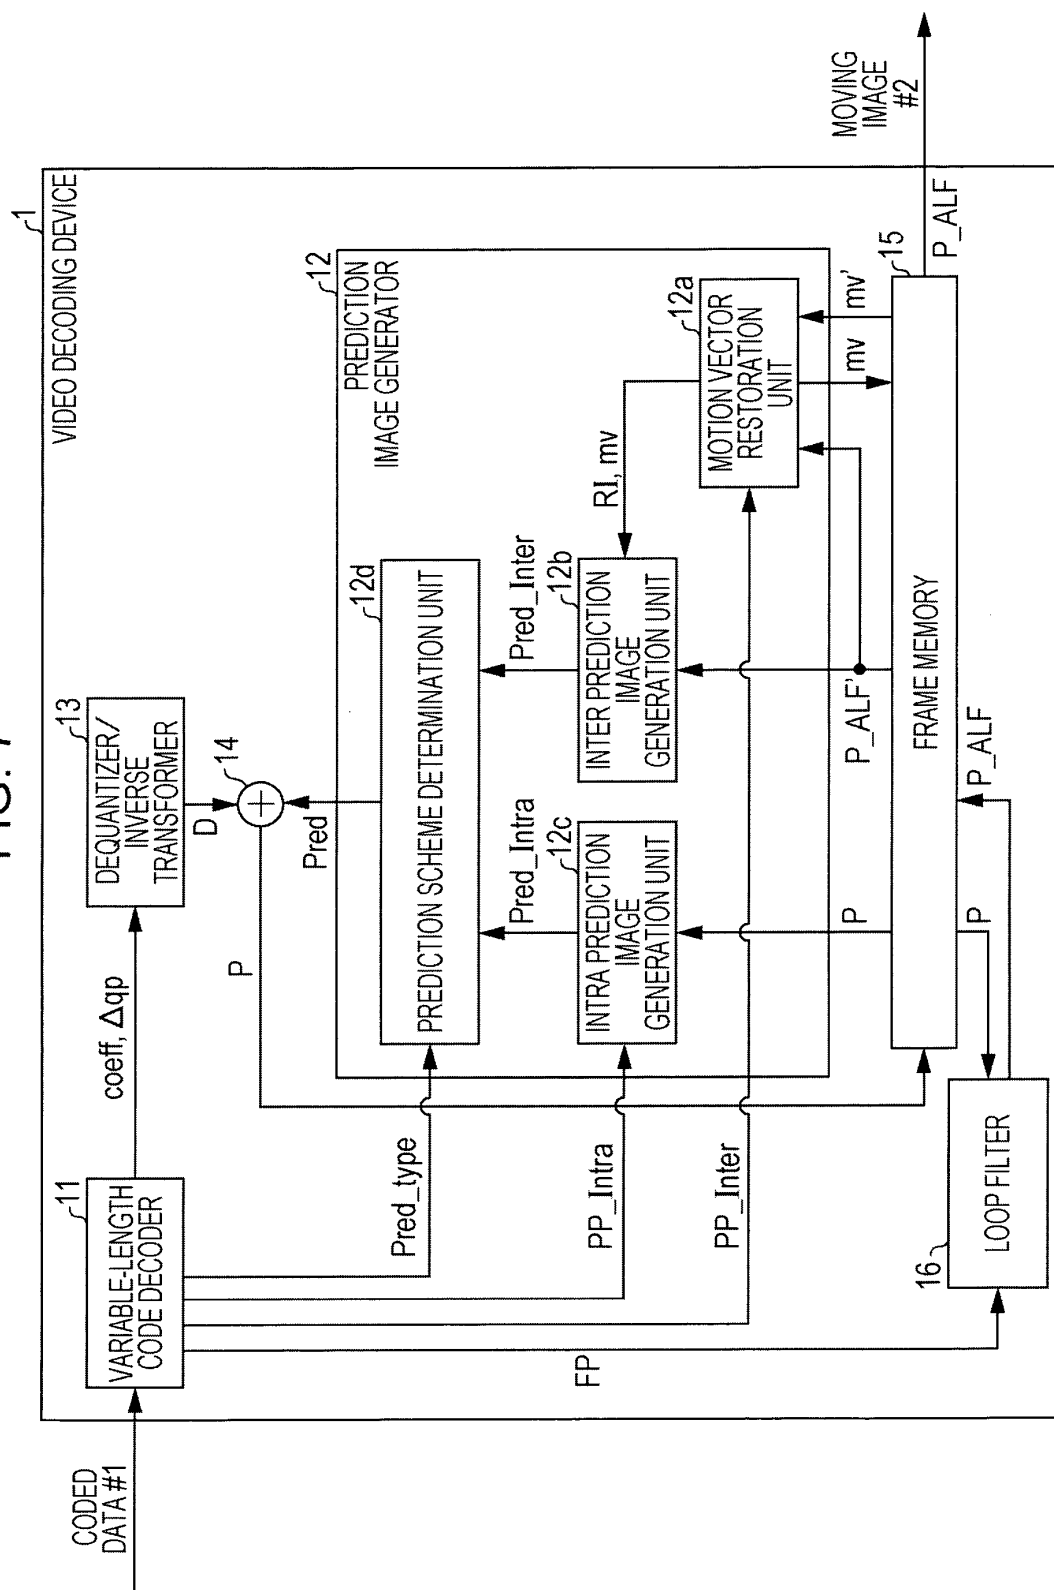 FIG.
1
VIDEO DECODING DEVICE
CODED
DATA #1
11
VARIABLE-LENGTH
CODE DECODER
coeff, Δqp
13
DEQUANTIZER/
INVERSE
TRANSFORMER
D
14
P
Pred
12
PREDICTION
IMAGE GENERATOR
Pred_type
12d
PREDICTION SCHEME DETERMINATION UNIT
Pred_Intra
Pred_Inter
PP_Intra
12c
INTRA PREDICTION
IMAGE
GENERATION UNIT
12b
INTER PREDICTION
IMAGE
GENERATION UNIT
RI, mv
12a
MOTION VECTOR
RESTORATION
UNIT
PP_Inter
FP
P
P_ALF'
mv
mv'
15
FRAME MEMORY
P_ALF
MOVING
IMAGE
#2
P
P_ALF
16
LOOP FILTER